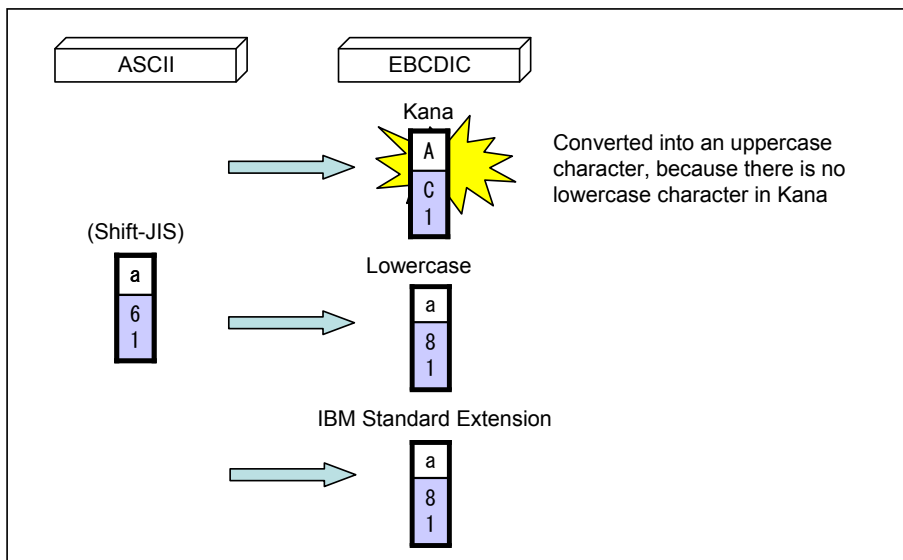 ASCII
EBCDIC
Kana
A
C
1
Converted into an uppercase
character, because there is no
lowercase character in Kana
(Shift-JIS)
a
6
1
Lowercase
a
8
1
IBM Standard Extension
a
8
1